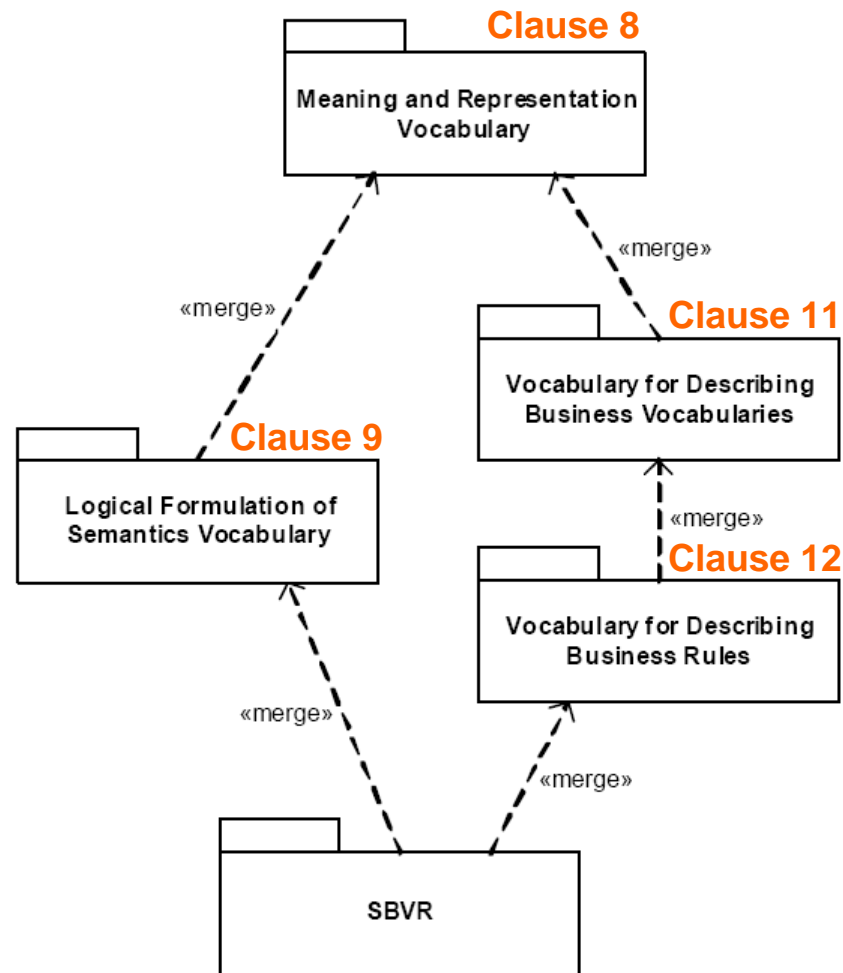 Clause 8
Meaning and Representation
Vocabulary
«merge»
«merge»
Clause 11
Vocabulary for Describing
Business Vocabularies
Clause 9
Logical Formulation of
Semantics Vocabulary
«merge»
Clause 12
Vocabulary for Describing
Business Rules
«merge»
«merge»
SBVR